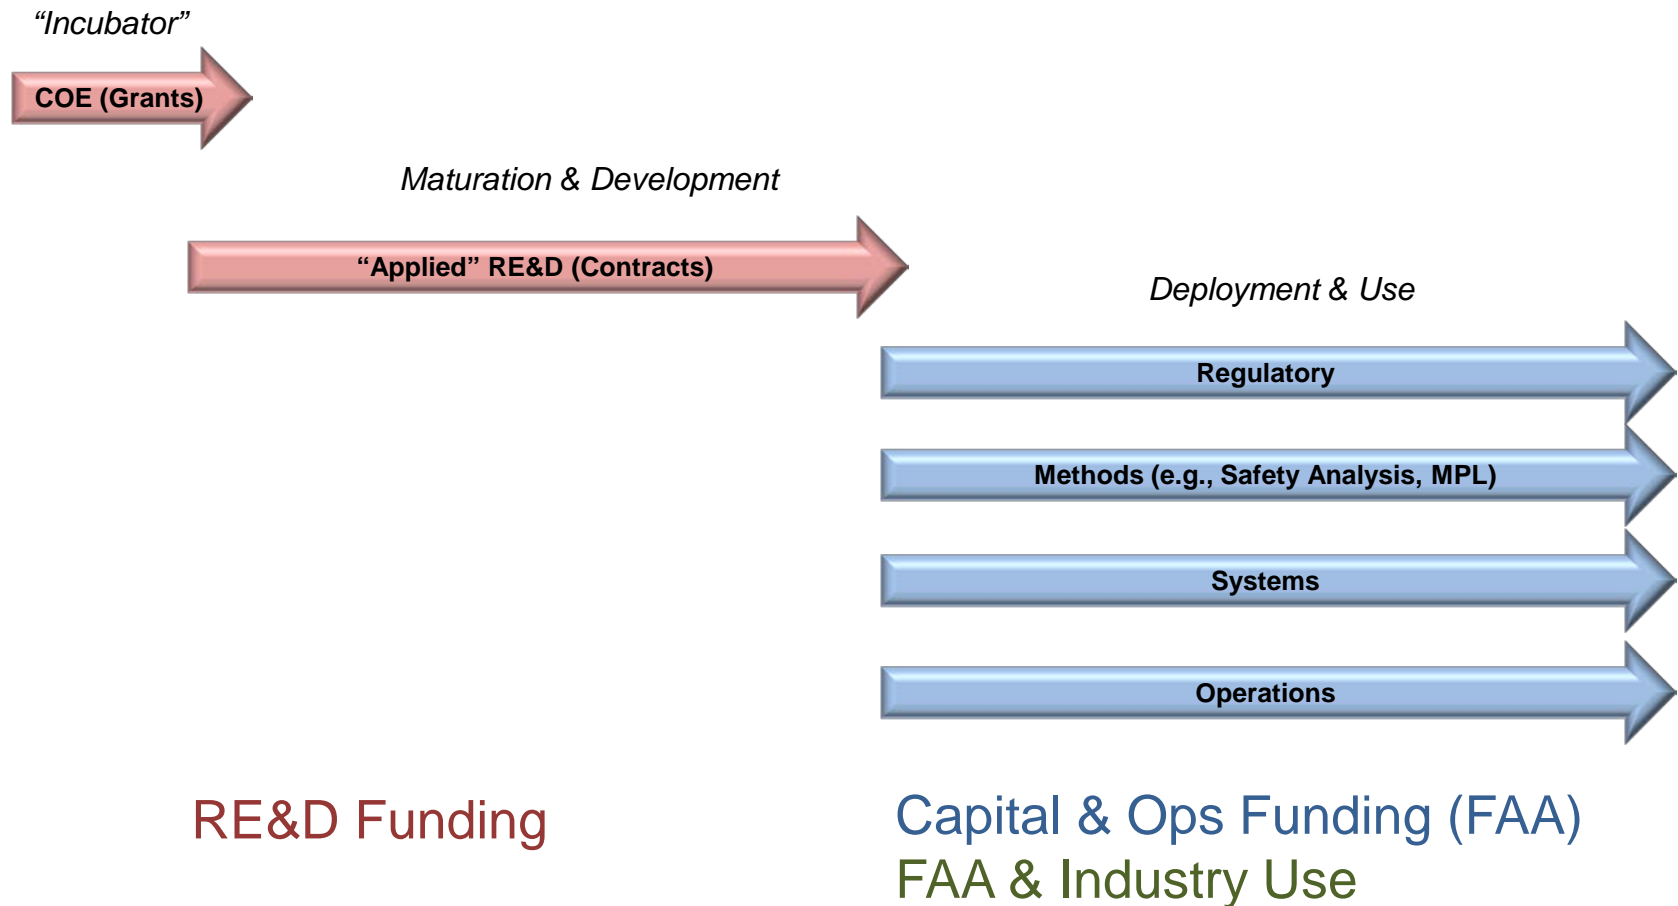 “Incubator”
COE (Grants)
Maturation & Development
“Applied” RE&D (Contracts)
Deployment & Use
Regulatory
Methods (e.g., Safety Analysis, MPL)
Systems
Operations
RE&D Funding
Capital & Ops Funding (FAA)
FAA & Industry Use